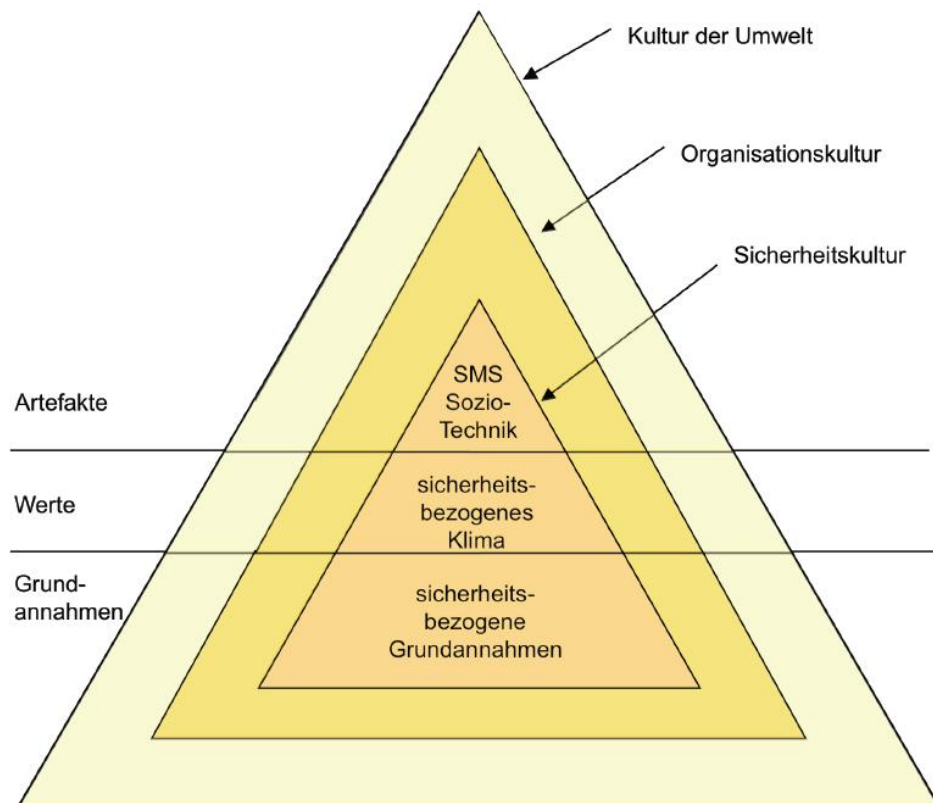 Kultur der Umwelt
Organisationskultur
Sicherheitskultur
Artefakte
SMS
Sozio-
Technik
Werte
sicherheits-
bezogenes
Klima
Grund-
annahmen
sicherheits-
bezogene
Grundannahmen